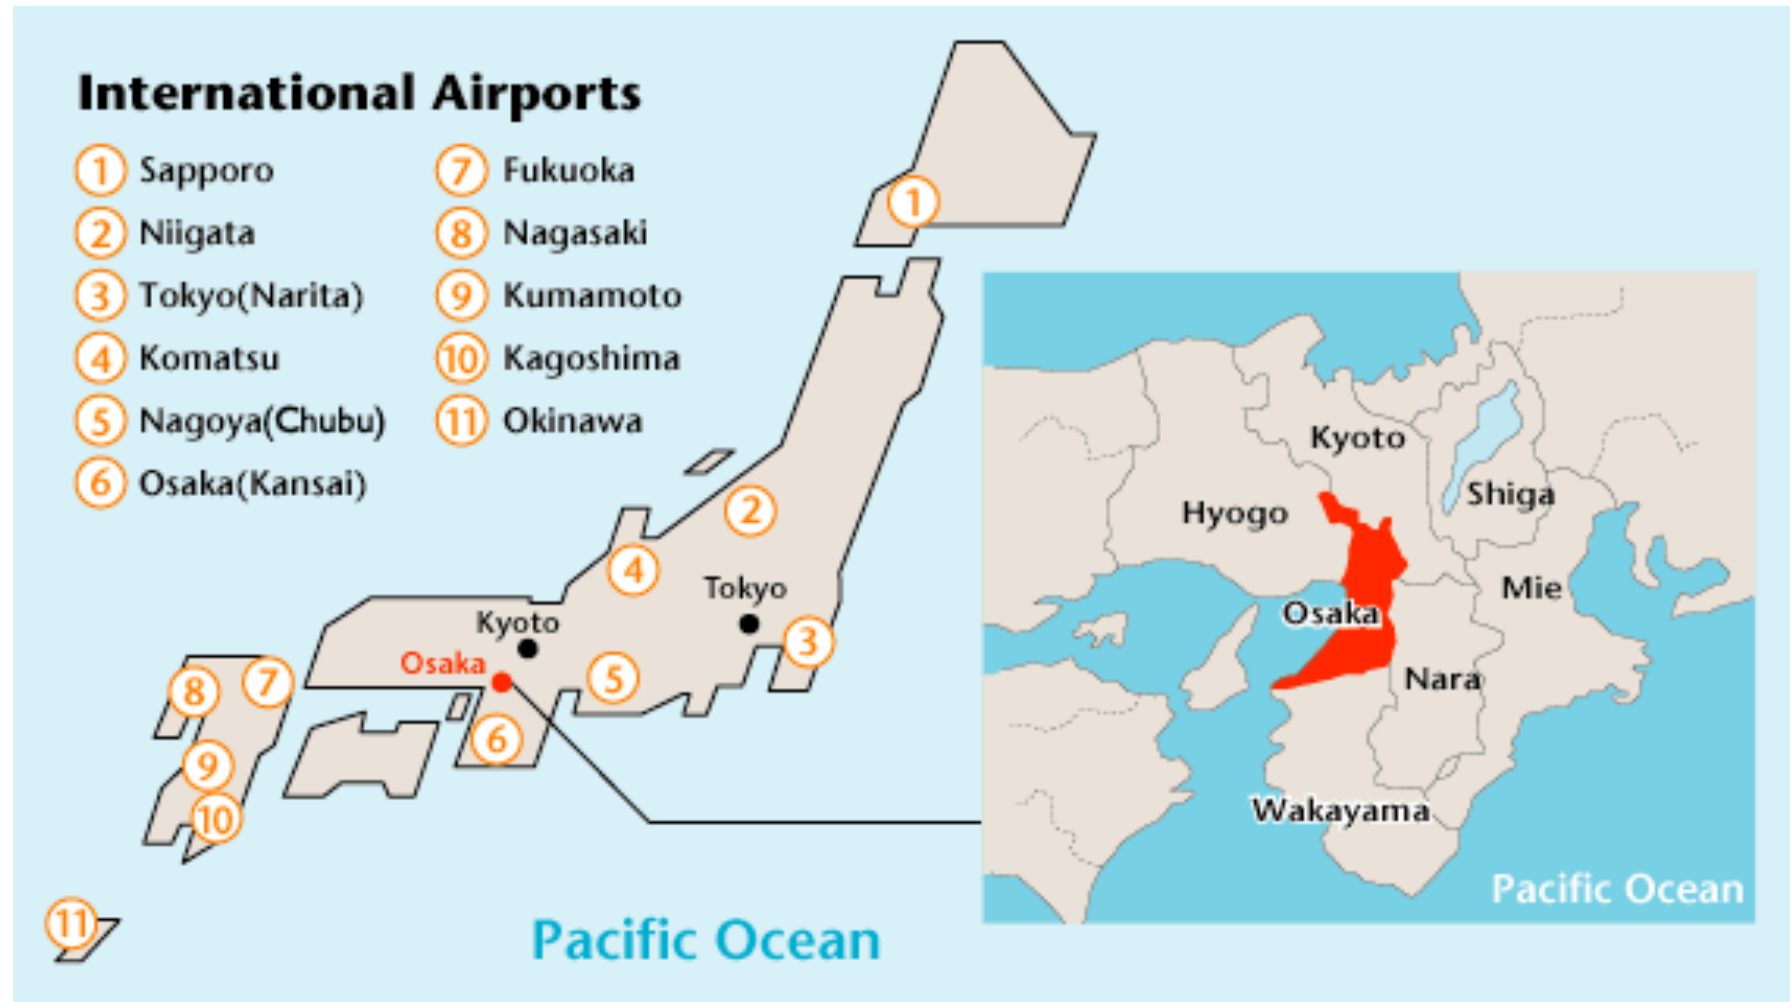 International Airports
1 Sapporo
2 Niigata
3 Tokyo(Narita)
4 Komatsu
5 Nagoya(Chubu)
6 Osaka(Kansai)
7 Fukuoka
8 Nagasaki
9 Kumamoto
10 Kagoshima
11 Okinawa
1
2
4
Tokyo
Kyoto
3
Osaka
5
8
7
6
9
10
11
Pacific Ocean
Kyoto
Shiga
Hyogo
Mie
Osaka
Nara
Wakayama
Pacific Ocean